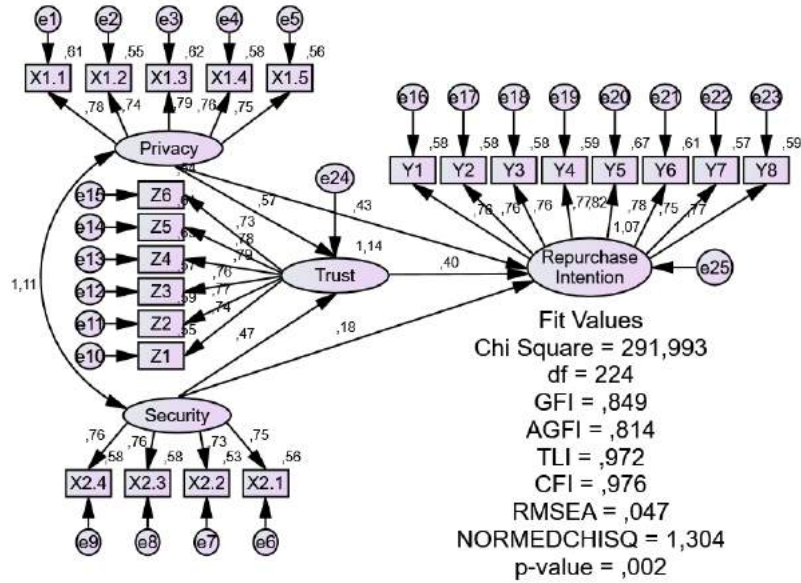 e1 e2 e3 e4 e5
,61 ,55 ,62 ,58 ,56
X1.1 X1.2 X1.3 X1.4 X1.5
,78 ,74 ,79 ,76 ,75
Privacy
e16 e17 e18 e19 e20 e21 e22 e23
,58 ,58 ,58 ,59 ,67 ,61 ,57 ,59
Y1 Y2 Y3 Y4 Y5 Y6 Y7 Y8
,76 ,76 ,76 ,77 ,82 ,78 ,75 ,77
1,07
Repurchase
Intention
e25
e24
,57 ,43
1,14
e15 Z6 ,73
e14 Z5 ,78
e13 Z4 ,79
,57
e12 Z3 ,76
,59
e11 Z2 ,77
,55
e10 Z1 ,74
Trust
,40
1,11
,47 ,18
Security
,76 ,76 ,73 ,75
,58 ,58 ,53 ,56
X2.4 X2.3 X2.2 X2.1
e9 e8 e7 e6
Fit Values
Chi Square = 291,993
df = 224
GFI = ,849
AGFI = ,814
TLI = ,972
CFI = ,976
RMSEA = ,047
NORMEDCHISQ = 1,304
p-value = ,002